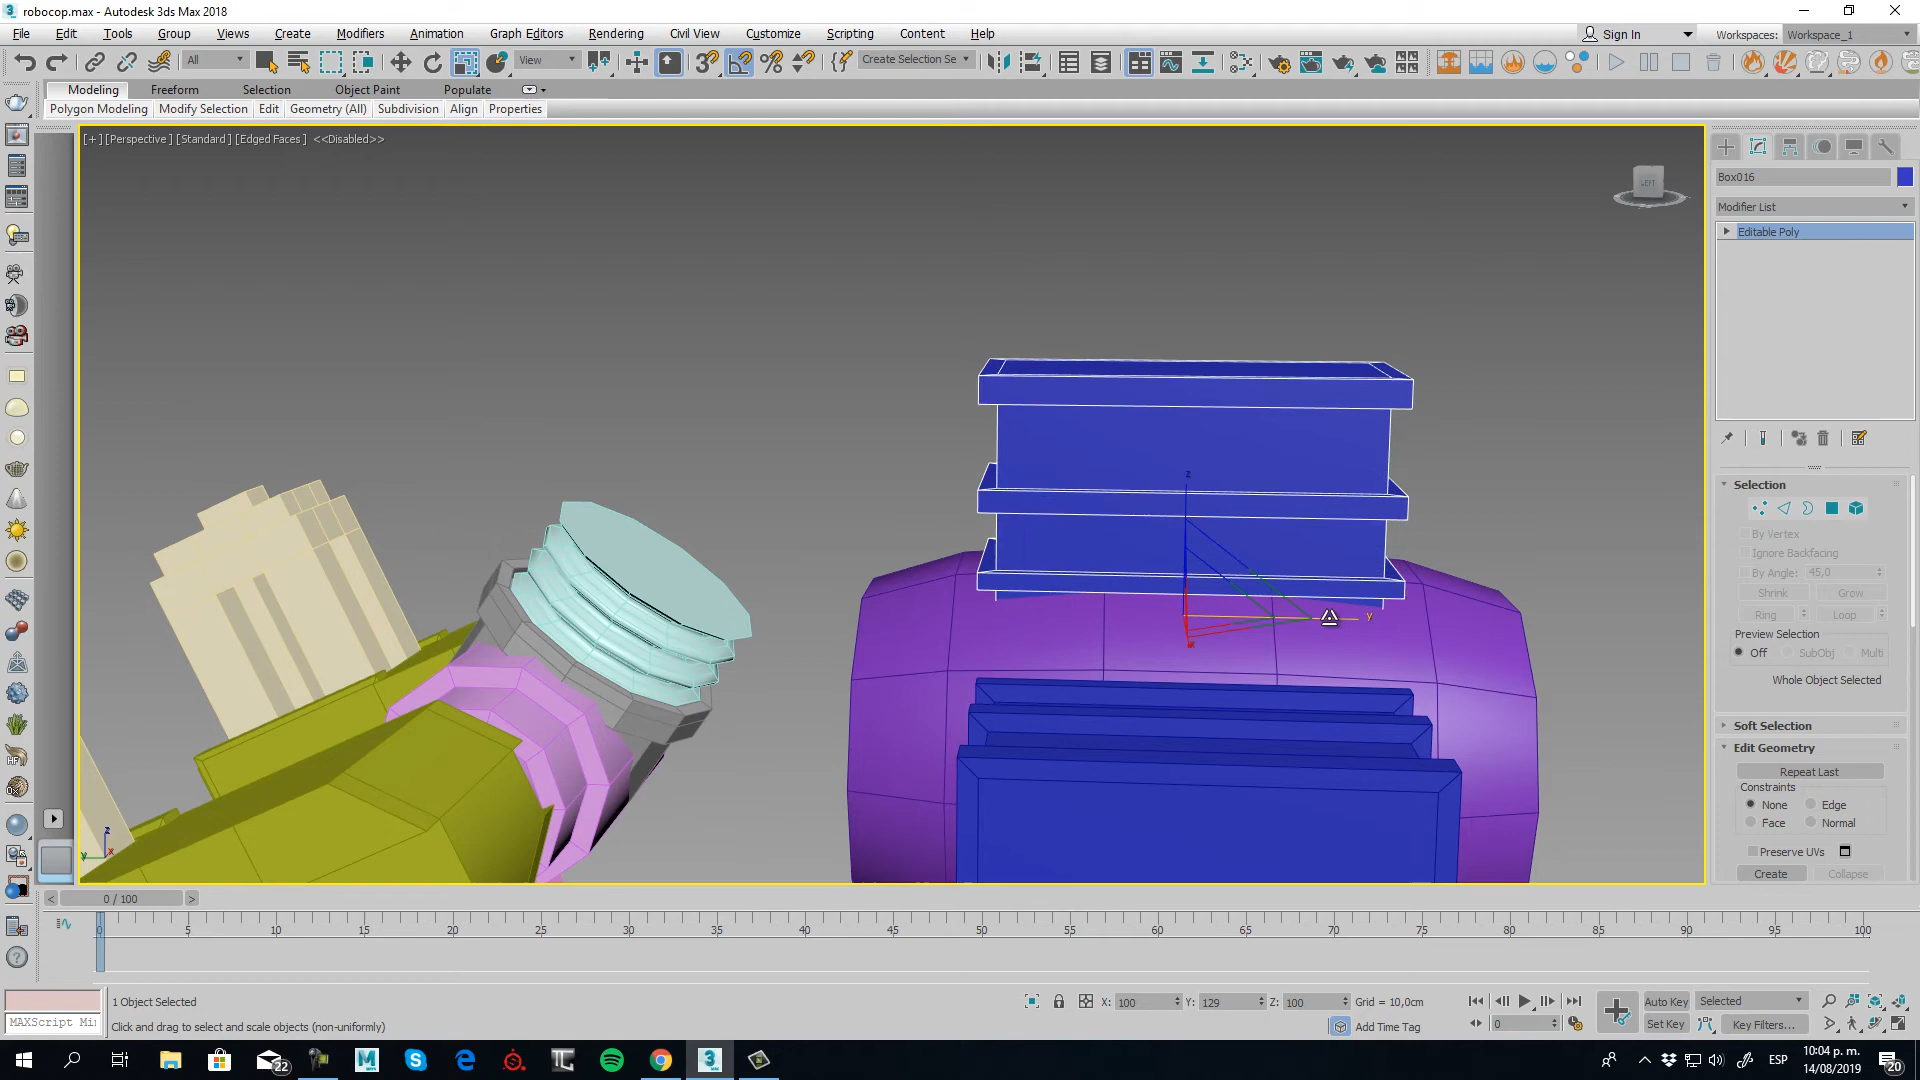 robocop.max - Autodesk 3ds Max 2018
File Edit Tools Group Views Create Modifiers Animation Graph Editors Rendering Civil View Customize Scripting Content Help
Sign In
Workspaces: Workspace_1
All
View
Create Selection Se
Modeling Freeform Selection Object Paint Populate
Polygon Modeling Modify Selection Edit Geometry (All) Subdivision Align Properties
[+] [Perspective] [Standard] [Edged Faces] <<Disabled>>
LEFT
Box016
Modifier List
Editable Poly
Selection
By Vertex
Ignore Backfacing
By Angle: 45,0
Shrink Grow
Ring Loop
Preview Selection
Off SubObj Multi
Whole Object Selected
Soft Selection
Edit Geometry
Repeat Last
Constraints
None Edge
Face Normal
Preserve UVs
Create Collapse
z
y
x
z
y
x
0 / 100
0 5 10 15 20 25 30 35 40 45 50 55 60 65 70 75 80 85 90 95 100
1 Object Selected
X: 100 Y: 129 Z: 100 Grid = 10,0cm
Auto Key Selected
MAXScript Mi
Click and drag to select and scale objects (non-uniformly)
Add Time Tag
0
Set Key Key Filters...
22
ESP
10:04 p. m.
14/08/2019
20